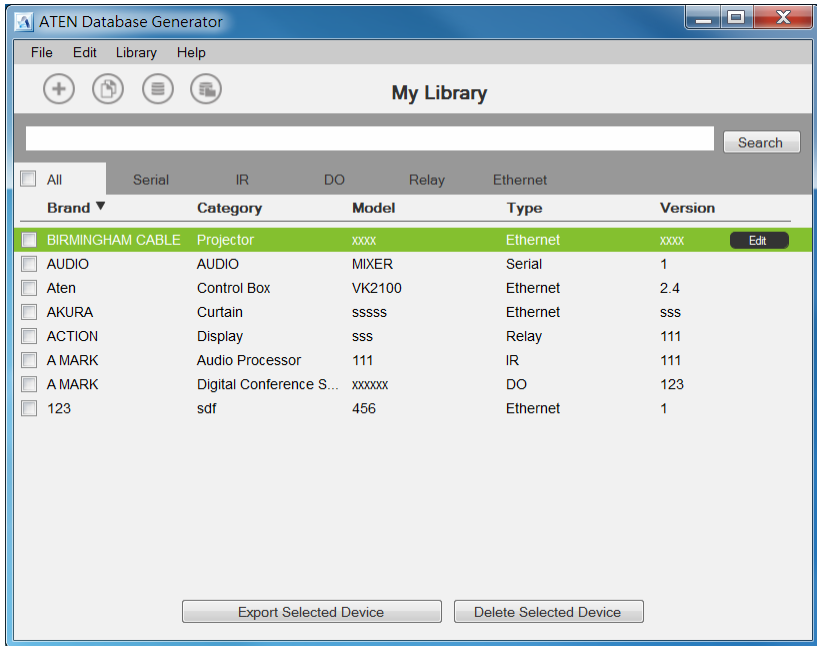 ATEN Database Generator
File Edit Library Help
My Library
Search
All Serial IR DO Relay Ethernet
Brand ▼ Category Model Type Version
BIRMINGHAM CABLE Projector xxxx Ethernet xxxx Edit
AUDIO AUDIO MIXER Serial 1
Aten Control Box VK2100 Ethernet 2.4
AKURA Curtain sssss Ethernet sss
ACTION Display sss Relay 111
A MARK Audio Processor 111 IR 111
A MARK Digital Conference S... xxxxxx DO 123
123 sdf 456 Ethernet 1
Export Selected Device Delete Selected Device